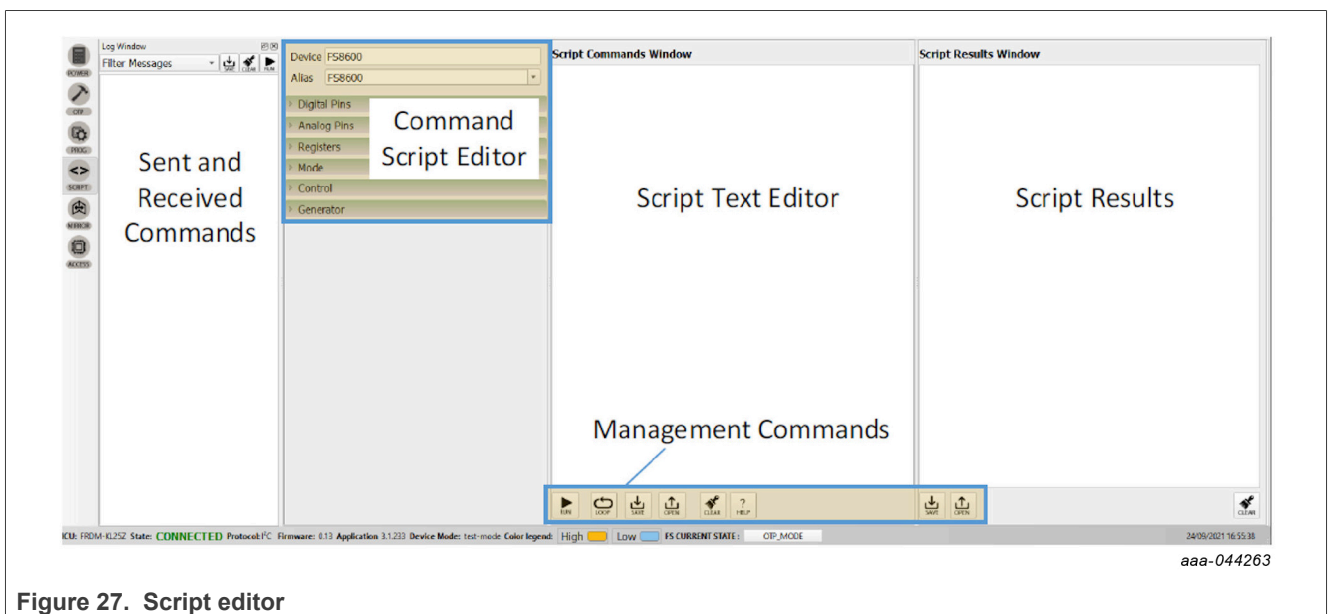 Log Window
Filter Messages
SAVE CLEAR RUN
POWER
OTP
PROG
<>
SCRIPT
MIRROR
ACCESS
Sent and
Received
Commands
Device FS8600
Alias FS8600
Digital Pins
Analog Pins
Registers
Mode
Control
Generator
Command
Script Editor
Script Commands Window
Script Text Editor
Management Commands
RUN LOOP SAVE OPEN CLEAR ? HELP
Script Results Window
Script Results
SAVE OPEN
CLEAR
ICU: FRDM-KL25Z State: CONNECTED Protocol: I²C Firmware: 0.13 Application 3.1.233 Device Mode: test-mode Color legend: High Low FS CURRENT STATE: OTP_MODE 24/09/2021 16:55:38
aaa-044263
Figure 27. Script editor